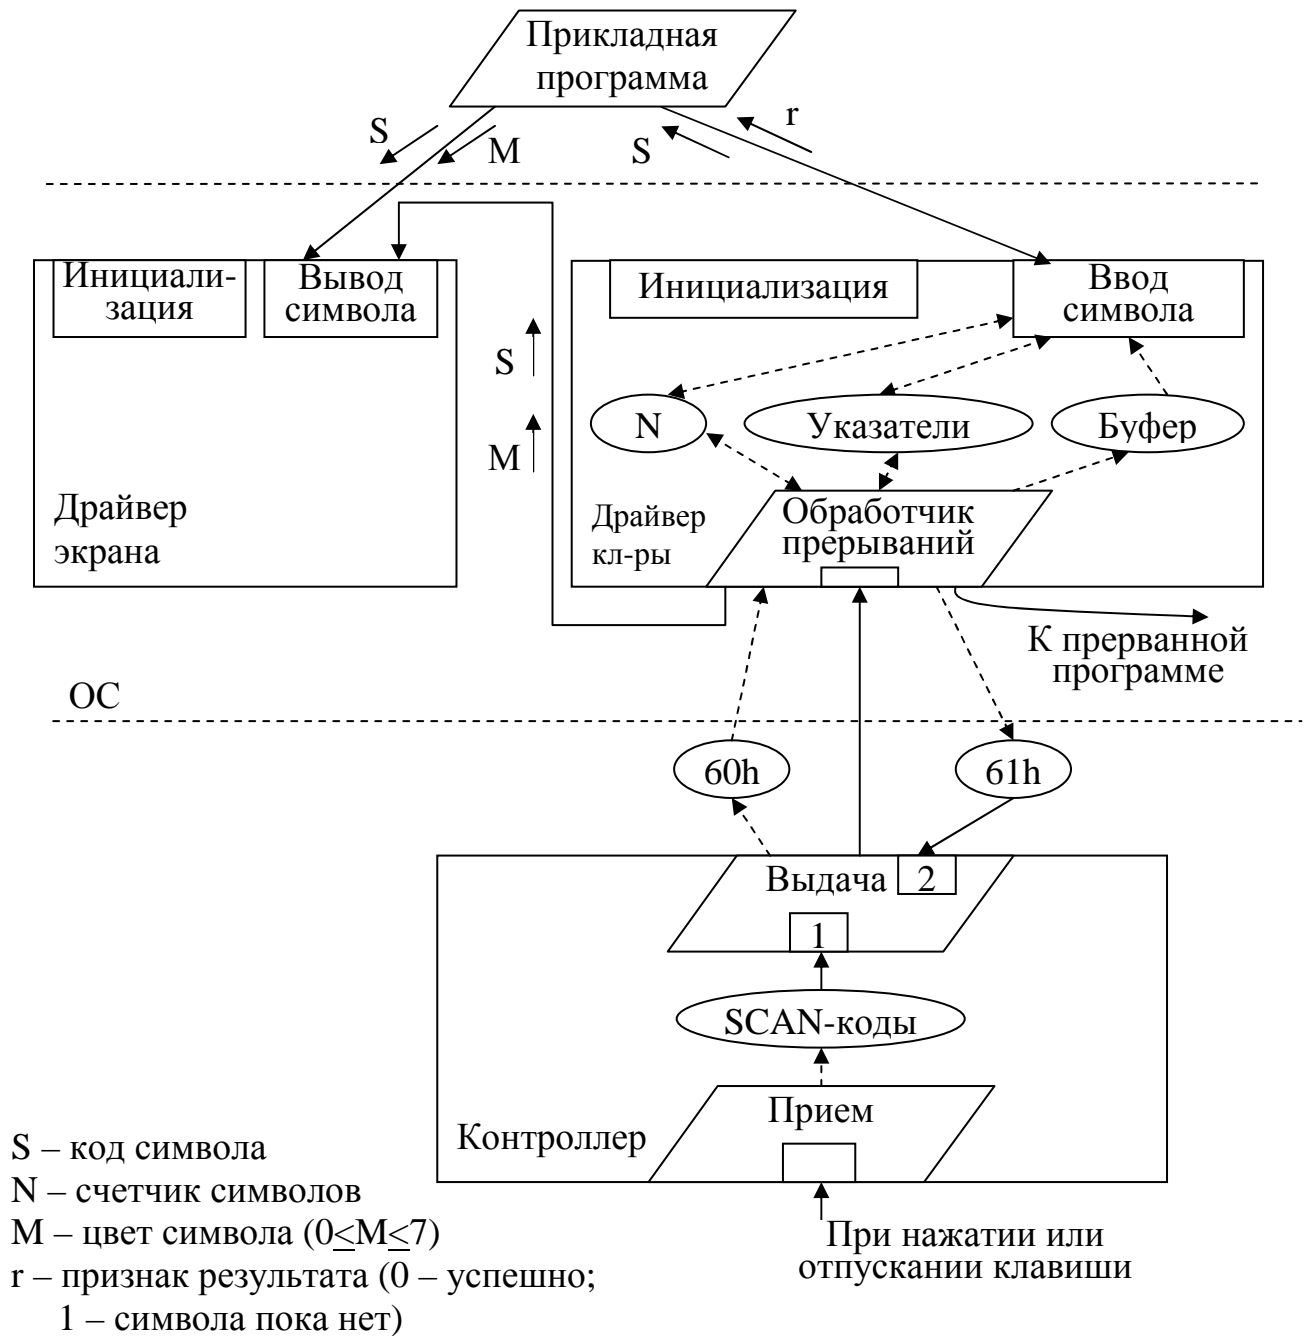 Прикладная
программа
S
M
S
r
Инициали-
зация
Вывод
символа
Инициализация
Ввод
символа
S
M
N
Указатели
Буфер
Драйвер
экрана
Драйвер
кл-ры
Обработчик
прерываний
К прерванной
программе
ОС
60h
61h
Выдача
2
1
SCAN-коды
Прием
Контроллер
При нажатии или
отпускании клавиши
S – код символа
N – счетчик символов
M – цвет символа (0≤M≤7)
r – признак результата (0 – успешно;
1 – символа пока нет)